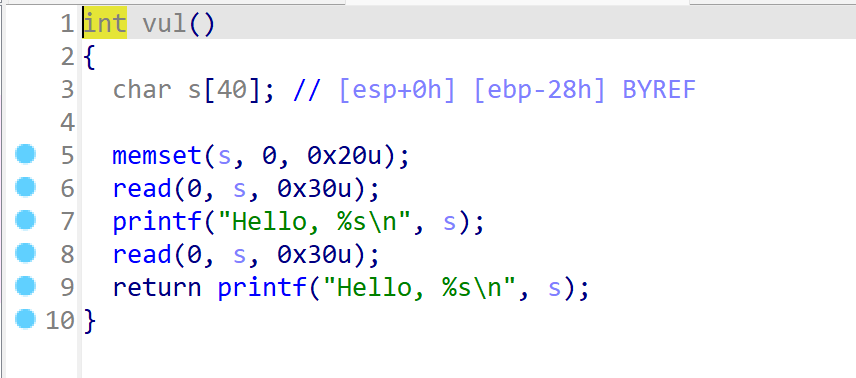 1 int vul()
2 {
3 char s[40]; // [esp+0h] [ebp-28h] BYREF
4
5 memset(s, 0, 0x20u);
6 read(0, s, 0x30u);
7 printf("Hello, %s\n", s);
8 read(0, s, 0x30u);
9 return printf("Hello, %s\n", s);
10 }